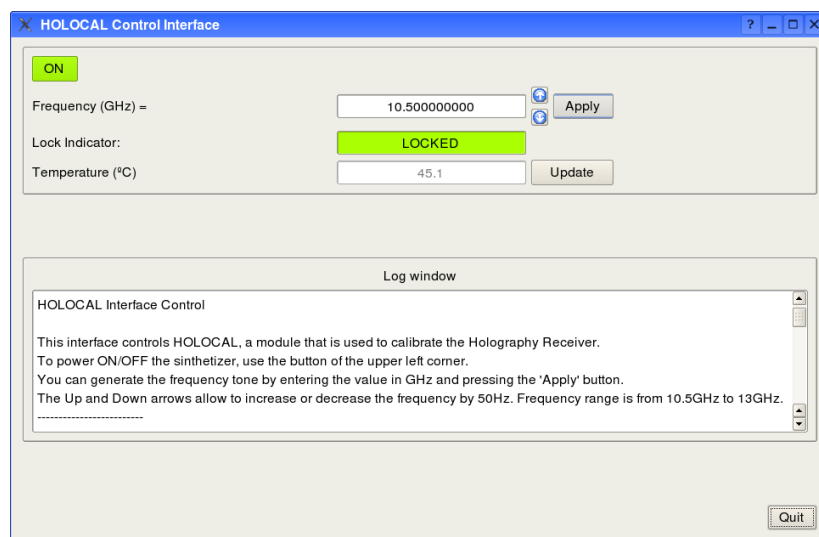 HOLOCAL Control Interface
ON
Frequency (GHz) = 10.500000000 Apply
Lock Indicator: LOCKED
Temperature (ºC) 45.1 Update
Log window
HOLOCAL Interface Control
This interface controls HOLOCAL, a module that is used to calibrate the Holography Receiver.
To power ON/OFF the sinthetizer, use the button of the upper left corner.
You can generate the frequency tone by entering the value in GHz and pressing the 'Apply' button.
The Up and Down arrows allow to increase or decrease the frequency by 50Hz. Frequency range is from 10.5GHz to 13GHz.
-------------------------
Quit